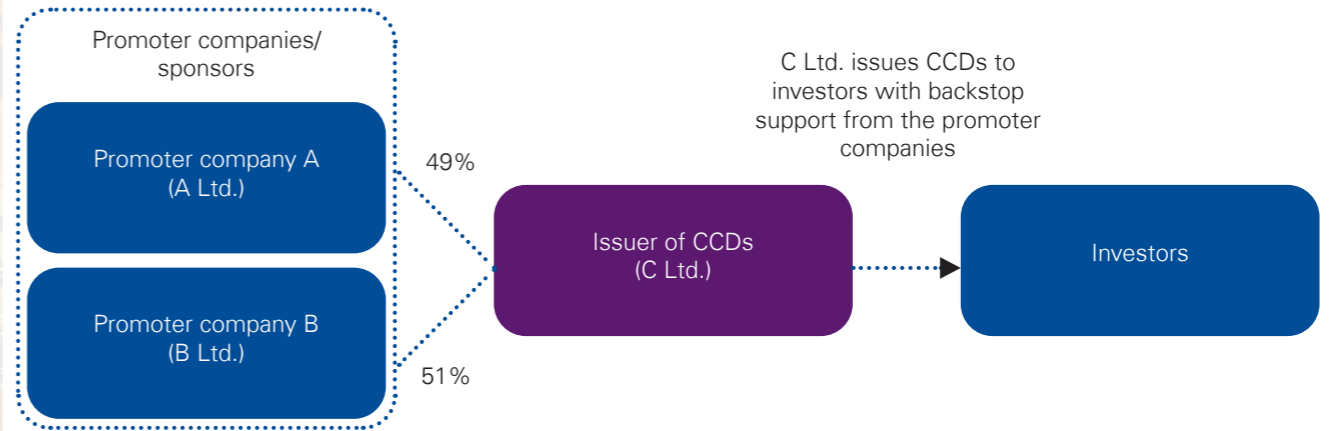 Promoter companies/
sponsors
Promoter company A
(A Ltd.)
49%
Promoter company B
(B Ltd.)
51%
Issuer of CCDs
(C Ltd.)
C Ltd. issues CCDs to
investors with backstop
support from the promoter
companies
Investors